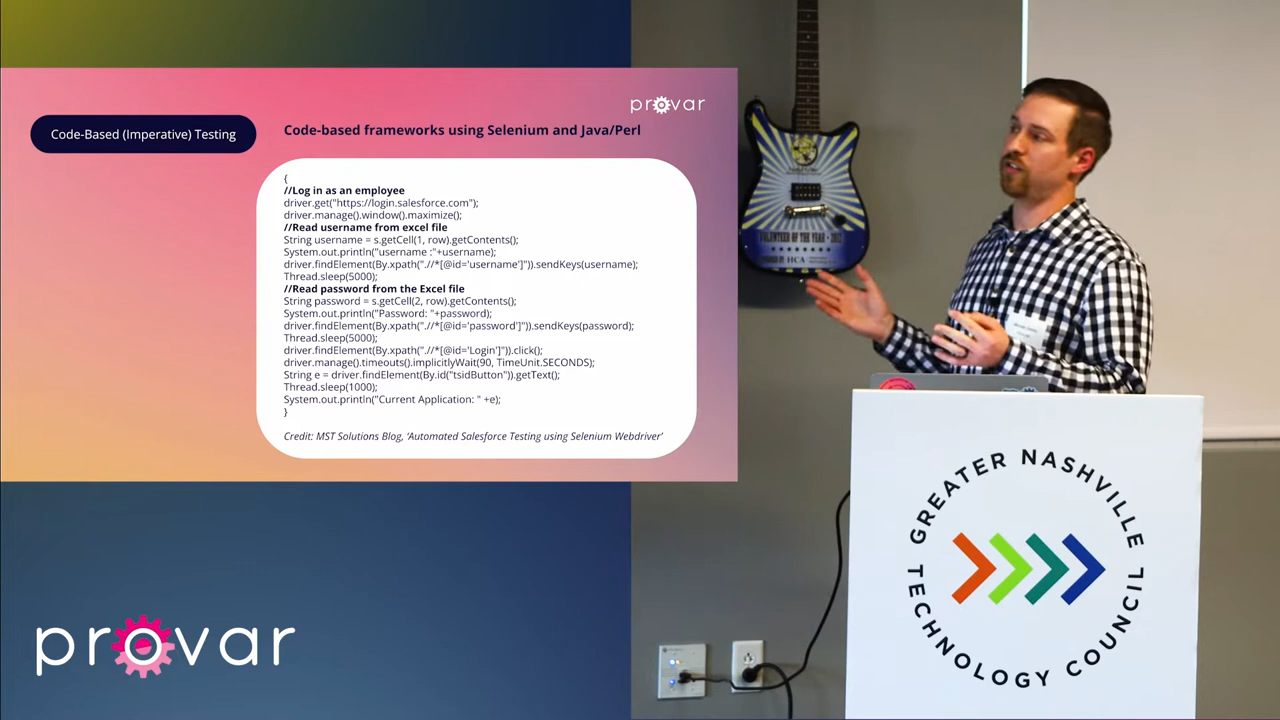 provar
Code-Based (Imperative) Testing
Code-based frameworks using Selenium and Java/Perl
{
//Log in as an employee
driver.get("https://login.salesforce.com");
driver.manage().window().maximize();
//Read username from excel file
String username = s.getCell(1, row).getContents();
System.out.println("username :"+username);
driver.findElement(By.xpath(".//*[@id='username']")).sendKeys(username);
Thread.sleep(5000);
//Read password from the Excel file
String password = s.getCell(2, row).getContents();
System.out.println("Password: "+password);
driver.findElement(By.xpath(".//*[@id='password']")).sendKeys(password);
Thread.sleep(5000);
driver.findElement(By.xpath(".//*[@id='Login']")).click();
driver.manage().timeouts().implicitlyWait(90, TimeUnit.SECONDS);
String e = driver.findElement(By.id("tsidButton")).getText();
Thread.sleep(1000);
System.out.println("Current Application: " +e);
}
Credit: MST Solutions Blog, 'Automated Salesforce Testing using Selenium Webdriver'
provar
VOLUNTEER OF THE YEAR - 2012
HCA
GREATER NASHVILLE
TECHNOLOGY COUNCIL